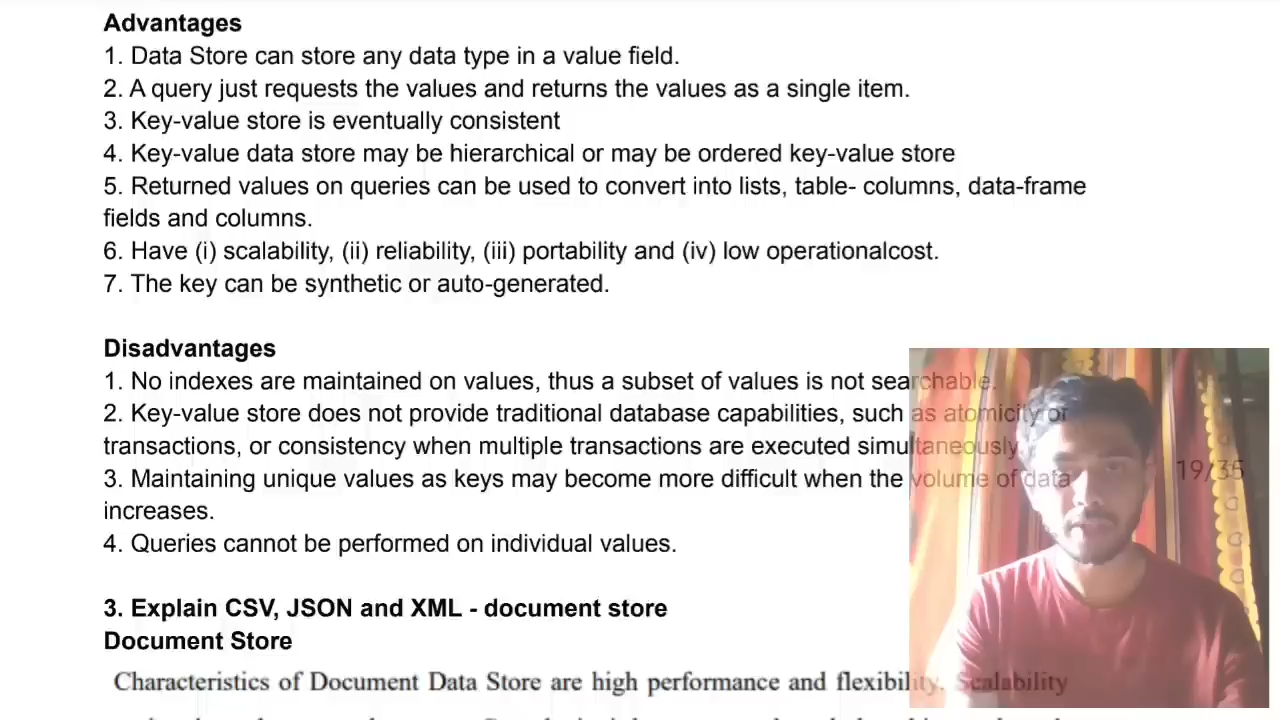 Advantages
1. Data Store can store any data type in a value field.
2. A query just requests the values and returns the values as a single item.
3. Key-value store is eventually consistent
4. Key-value data store may be hierarchical or may be ordered key-value store
5. Returned values on queries can be used to convert into lists, table- columns, data-frame
fields and columns.
6. Have (i) scalability, (ii) reliability, (iii) portability and (iv) low operationalcost.
7. The key can be synthetic or auto-generated.
Disadvantages
1. No indexes are maintained on values, thus a subset of values is not searchable.
2. Key-value store does not provide traditional database capabilities, such as atomicity or
transactions, or consistency when multiple transactions are executed simultaneously.
3. Maintaining unique values as keys may become more difficult when the volume of data
19/35
increases.
4. Queries cannot be performed on individual values.
3. Explain CSV, JSON and XML - document store
Document Store
Characteristics of Document Data Store are high performance and flexibility. Scalability